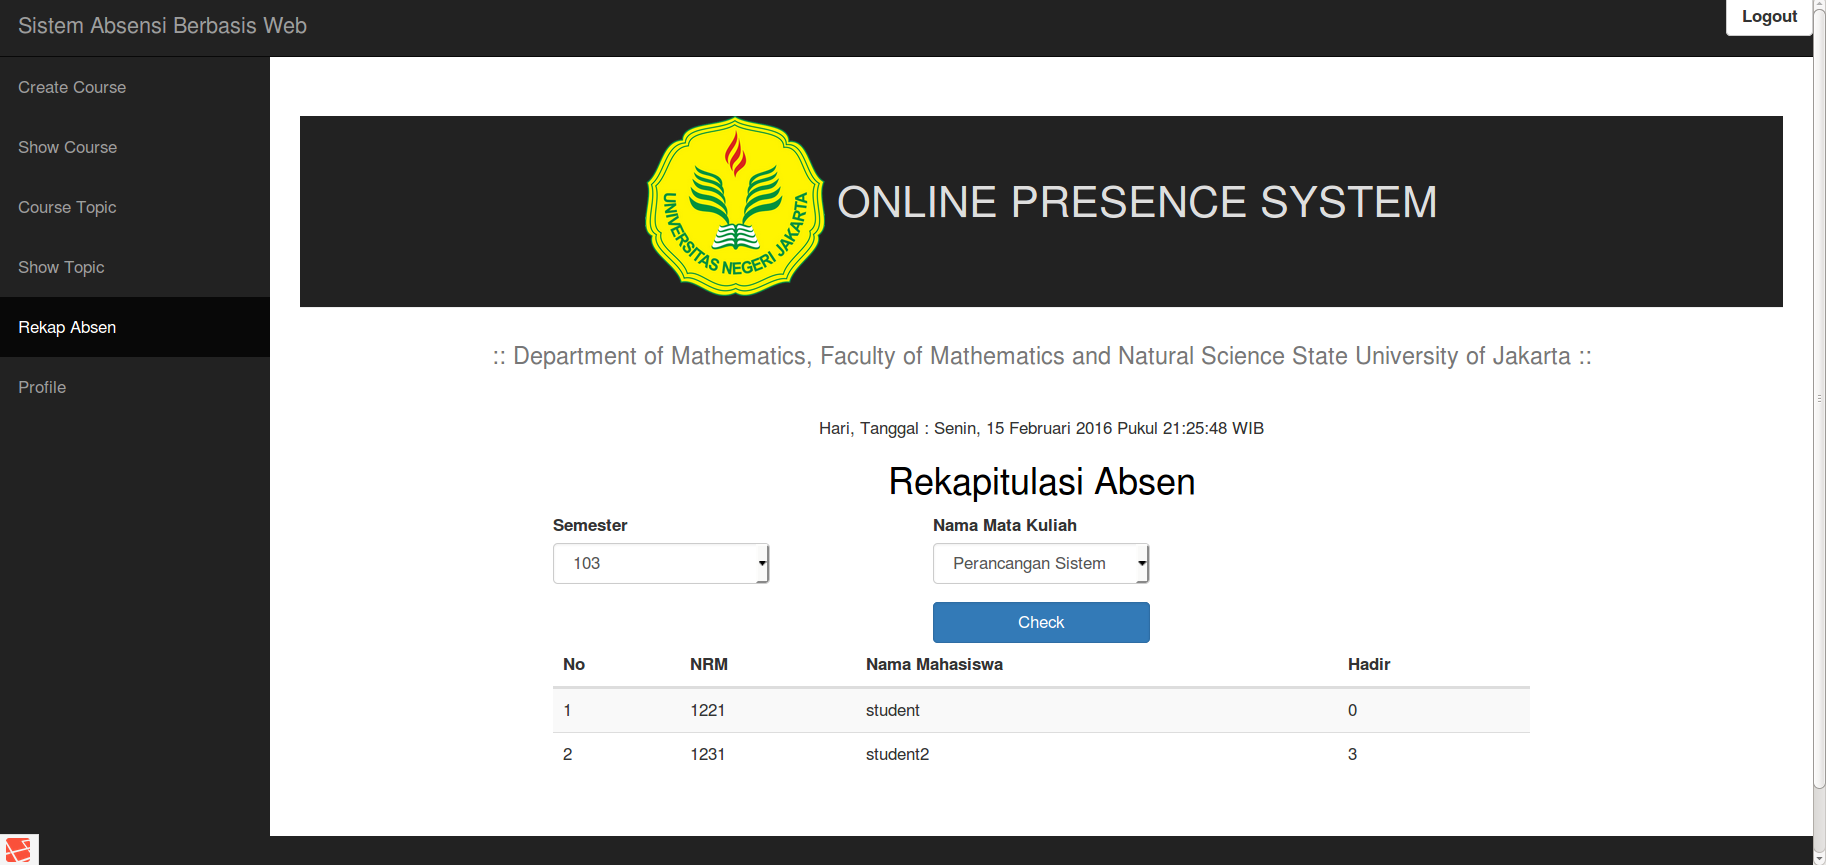 Sistem Absensi Berbasis Web
Logout
Create Course
Show Course
Course Topic
Show Topic
Rekap Absen
Profile
UNIVERSITAS NEGERI JAKARTA
ONLINE PRESENCE SYSTEM
:: Department of Mathematics, Faculty of Mathematics and Natural Science State University of Jakarta ::
Hari, Tanggal : Senin, 15 Februari 2016 Pukul 21:25:48 WIB
Rekapitulasi Absen
Semester Nama Mata Kuliah
103 Perancangan Sistem
Check
No NRM Nama Mahasiswa Hadir
1 1221 student 0
2 1231 student2 3